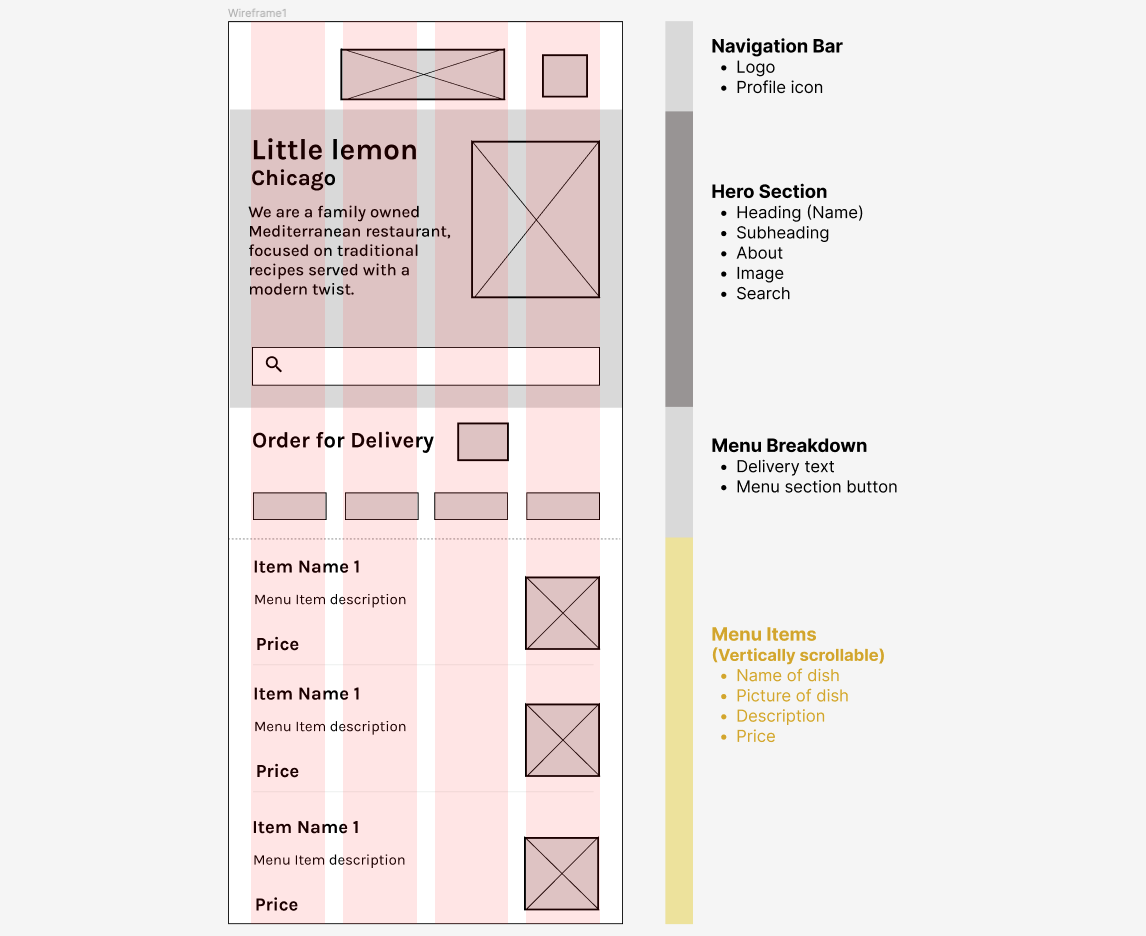 Wireframe1
Little lemon
Chicago
We are a family owned
Mediterranean restaurant,
focused on traditional
recipes served with a
modern twist.
Order for Delivery
Item Name 1
Menu Item description
Price
Item Name 1
Menu Item description
Price
Item Name 1
Menu Item description
Price
Navigation Bar
• Logo
• Profile icon
Hero Section
• Heading (Name)
• Subheading
• About
• Image
• Search
Menu Breakdown
• Delivery text
• Menu section button
Menu Items
(Vertically scrollable)
• Name of dish
• Picture of dish
• Description
• Price